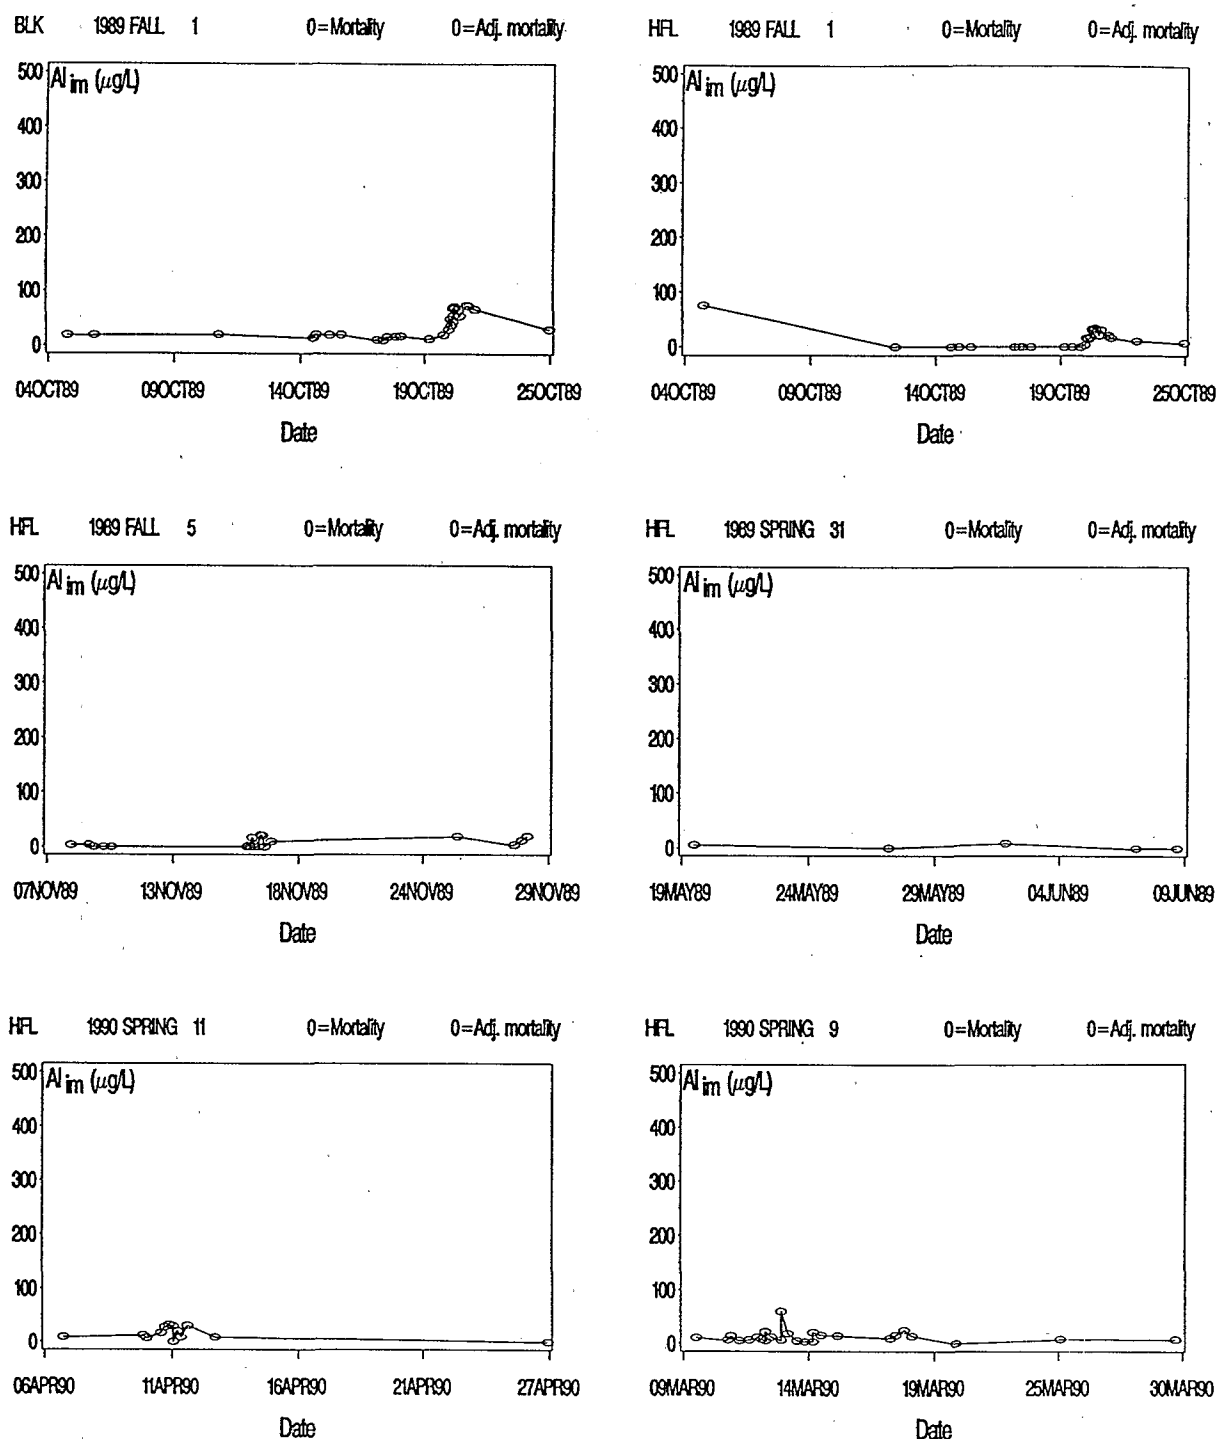 BLK 1989 FALL 1 0=Mortality 0=Adj. mortality
Al im (μg/L)
500
400
300
200
100
0
04OCT89 09OCT89 14OCT89 19OCT89 25OCT89
Date
HFL 1989 FALL 1 0=Mortality 0=Adj. mortality
Al im (μg/L)
500
400
300
200
100
0
04OCT89 09OCT89 14OCT89 19OCT89 25OCT89
Date
HFL 1989 FALL 5 0=Mortality 0=Adj. mortality
Al im (μg/L)
500
400
300
200
100
0
07NOV89 13NOV89 18NOV89 24NOV89 29NOV89
Date
HFL 1989 SPRING 31 0=Mortality 0=Adj. mortality
Al im (μg/L)
500
400
300
200
100
0
19MAY89 24MAY89 29MAY89 04JUN89 09JUN89
Date
HFL 1990 SPRING 11 0=Mortality 0=Adj. mortality
Al im (μg/L)
500
400
300
200
100
0
06APR90 11APR90 16APR90 21APR90 27APR90
Date
HFL 1990 SPRING 9 0=Mortality 0=Adj. mortality
Al im (μg/L)
500
400
300
200
100
0
09MAR90 14MAR90 19MAR90 25MAR90 30MAR90
Date